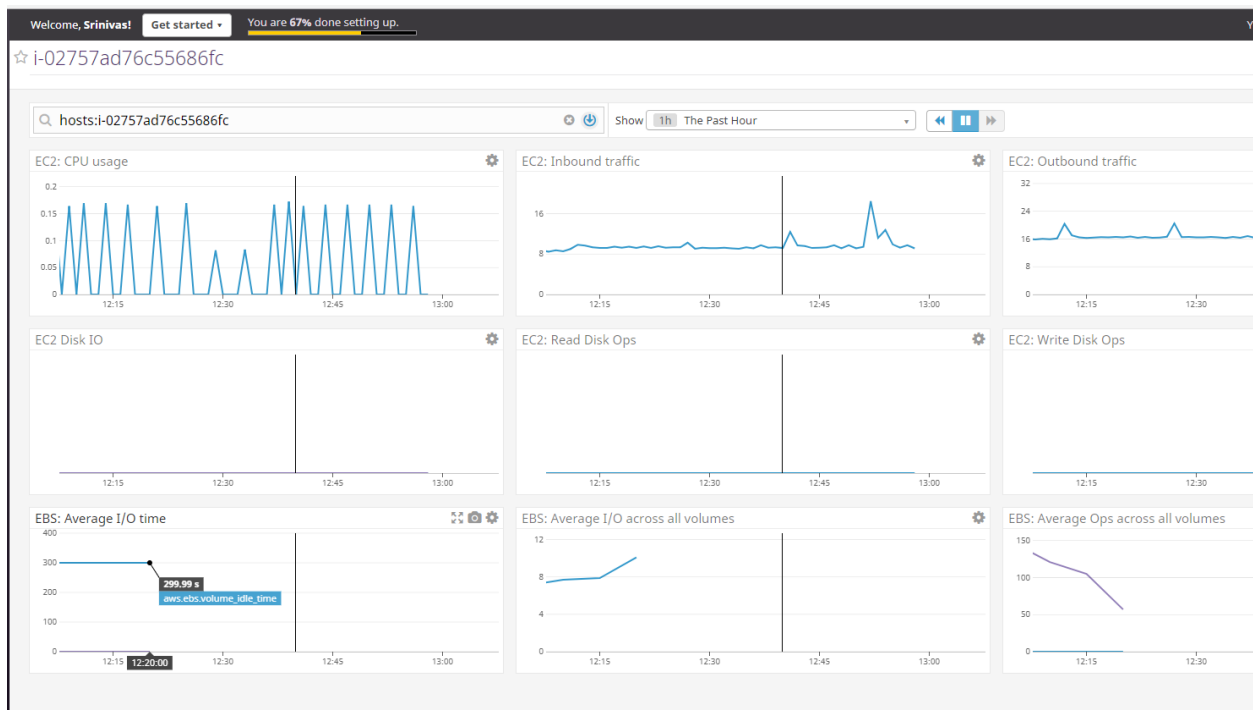 Welcome, Srinivas! Get started You are 67% done setting up. Y
i-02757ad76c55686fc
hosts:i-02757ad76c55686fc Show 1h The Past Hour
EC2: CPU usage
0.2
0.15
0.1
0.05
0
12:15 12:30 12:45 13:00
EC2: Inbound traffic
16
8
0
12:15 12:30 12:45 13:00
EC2: Outbound traffic
32
24
16
8
0
12:15 12:30
EC2 Disk IO
12:15 12:30 12:45 13:00
EC2: Read Disk Ops
12:15 12:30 12:45 13:00
EC2: Write Disk Ops
12:15 12:30
EBS: Average I/O time
400
300
299.99 s
aws.ebs.volume_idle_time
200
100
0
12:15 12:20:00 12:30 12:45 13:00
EBS: Average I/O across all volumes
12
8
4
0
12:15 12:30 12:45 13:00
EBS: Average Ops across all volumes
150
100
50
0
12:15 12:30